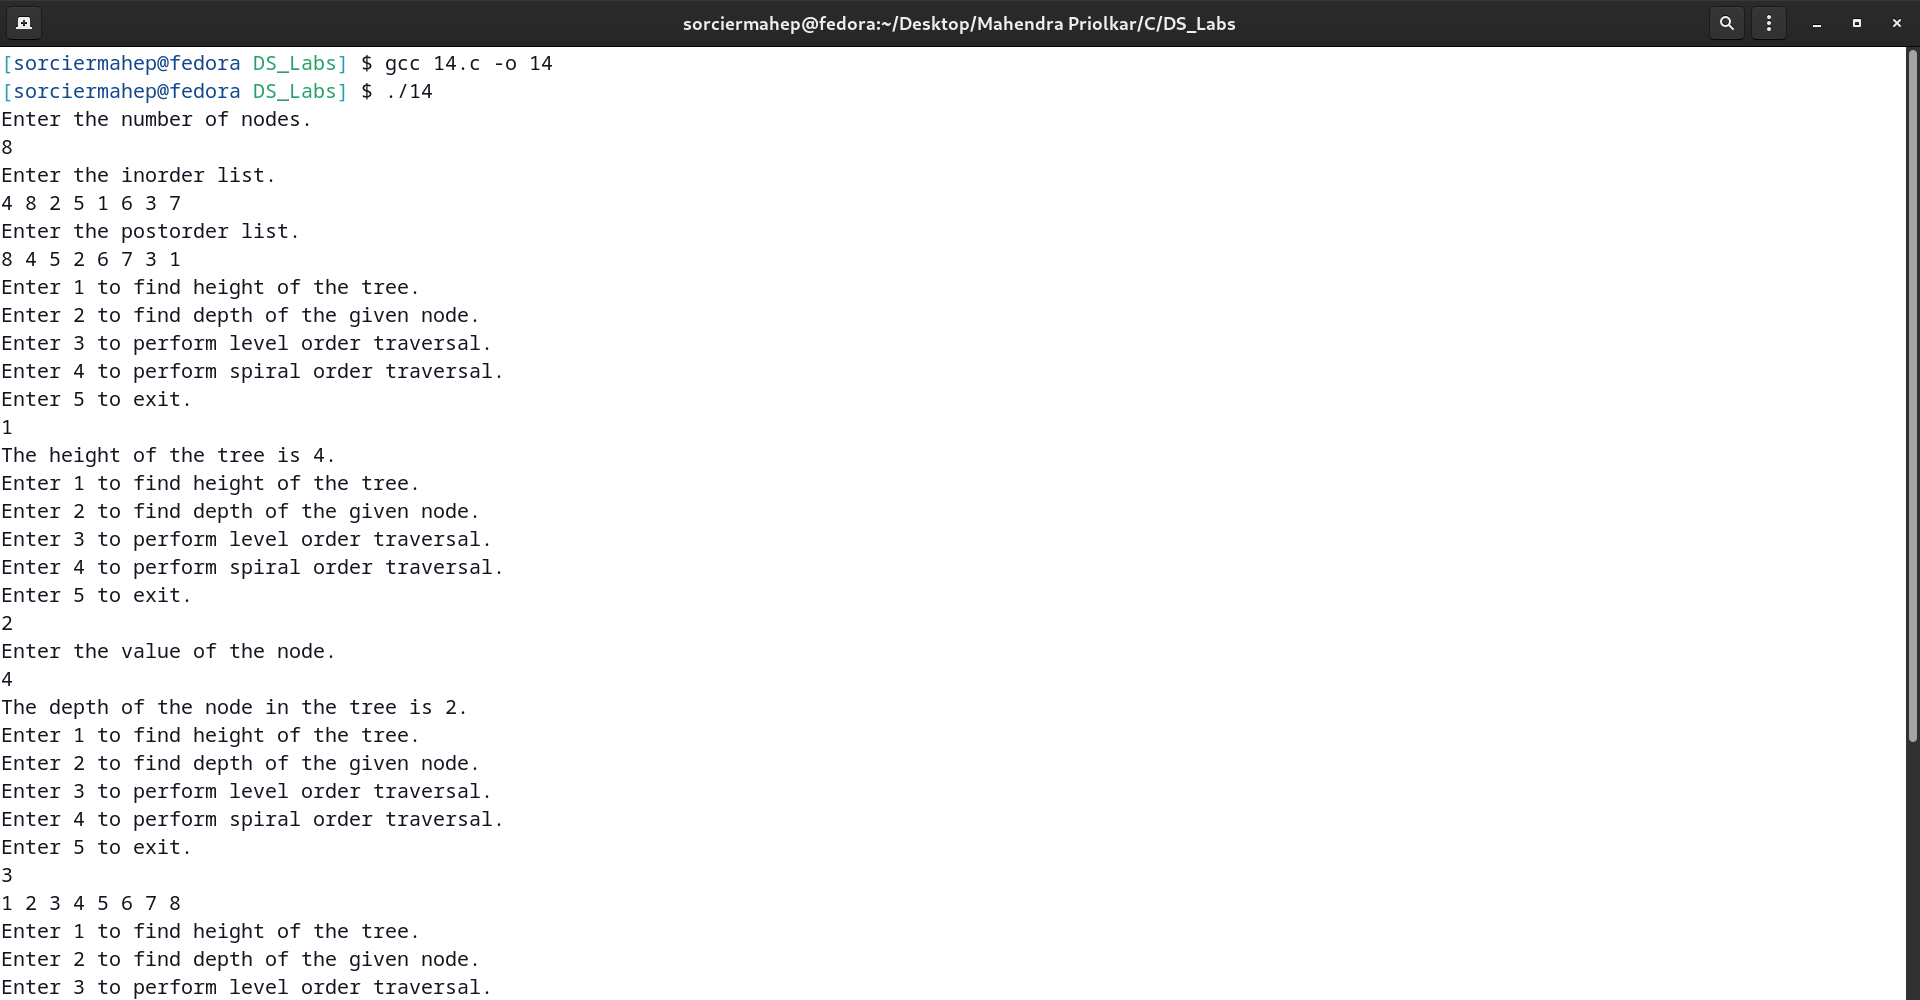 sorciermahep@fedora:~/Desktop/Mahendra Priolkar/C/DS_Labs
[sorciermahep@fedora DS_Labs] $ gcc 14.c -o 14
[sorciermahep@fedora DS_Labs] $ ./14
Enter the number of nodes.
8
Enter the inorder list.
4 8 2 5 1 6 3 7
Enter the postorder list.
8 4 5 2 6 7 3 1
Enter 1 to find height of the tree.
Enter 2 to find depth of the given node.
Enter 3 to perform level order traversal.
Enter 4 to perform spiral order traversal.
Enter 5 to exit.
1
The height of the tree is 4.
Enter 1 to find height of the tree.
Enter 2 to find depth of the given node.
Enter 3 to perform level order traversal.
Enter 4 to perform spiral order traversal.
Enter 5 to exit.
2
Enter the value of the node.
4
The depth of the node in the tree is 2.
Enter 1 to find height of the tree.
Enter 2 to find depth of the given node.
Enter 3 to perform level order traversal.
Enter 4 to perform spiral order traversal.
Enter 5 to exit.
3
1 2 3 4 5 6 7 8
Enter 1 to find height of the tree.
Enter 2 to find depth of the given node.
Enter 3 to perform level order traversal.